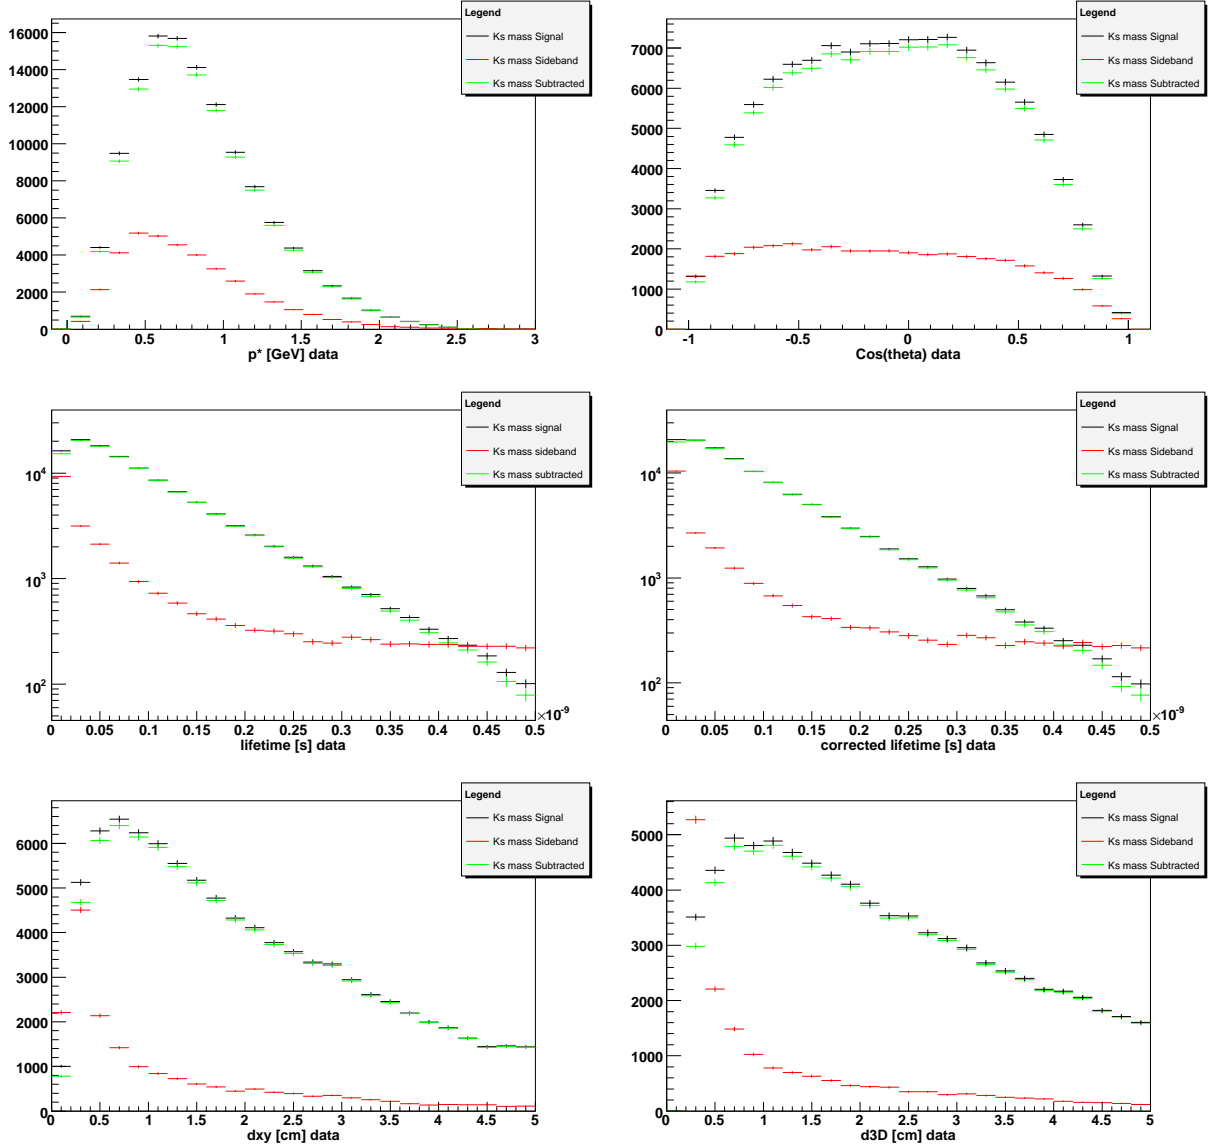 Legend
Ks mass Signal
Ks mass Sideband
Ks mass Subtracted
16000
14000
12000
10000
8000
6000
4000
2000
0
0 0.5 1 1.5 2 2.5 3
p* [GeV] data
Legend
Ks mass Signal
Ks mass Sideband
Ks mass Subtracted
7000
6000
5000
4000
3000
2000
1000
0
-1 -0.5 0 0.5 1
Cos(theta) data
Legend
Ks mass signal
Ks mass sideband
Ks mass subtracted
10^4
10^3
10^2
0 0.05 0.1 0.15 0.2 0.25 0.3 0.35 0.4 0.45 0.5
×10^-9
lifetime [s] data
Legend
Ks mass signal
Ks mass Sideband
Ks mass Subtracted
10^4
10^3
10^2
0 0.05 0.1 0.15 0.2 0.25 0.3 0.35 0.4 0.45 0.5
×10^-9
corrected lifetime [s] data
Legend
Ks mass Signal
Ks mass Sideband
Ks mass Subtracted
6000
5000
4000
3000
2000
1000
0
0 0.5 1 1.5 2 2.5 3 3.5 4 4.5 5
dxy [cm] data
Legend
Ks mass Signal
Ks mass Sideband
Ks mass Subtracted
5000
4000
3000
2000
1000
0
0 0.5 1 1.5 2 2.5 3 3.5 4 4.5 5
d3D [cm] data